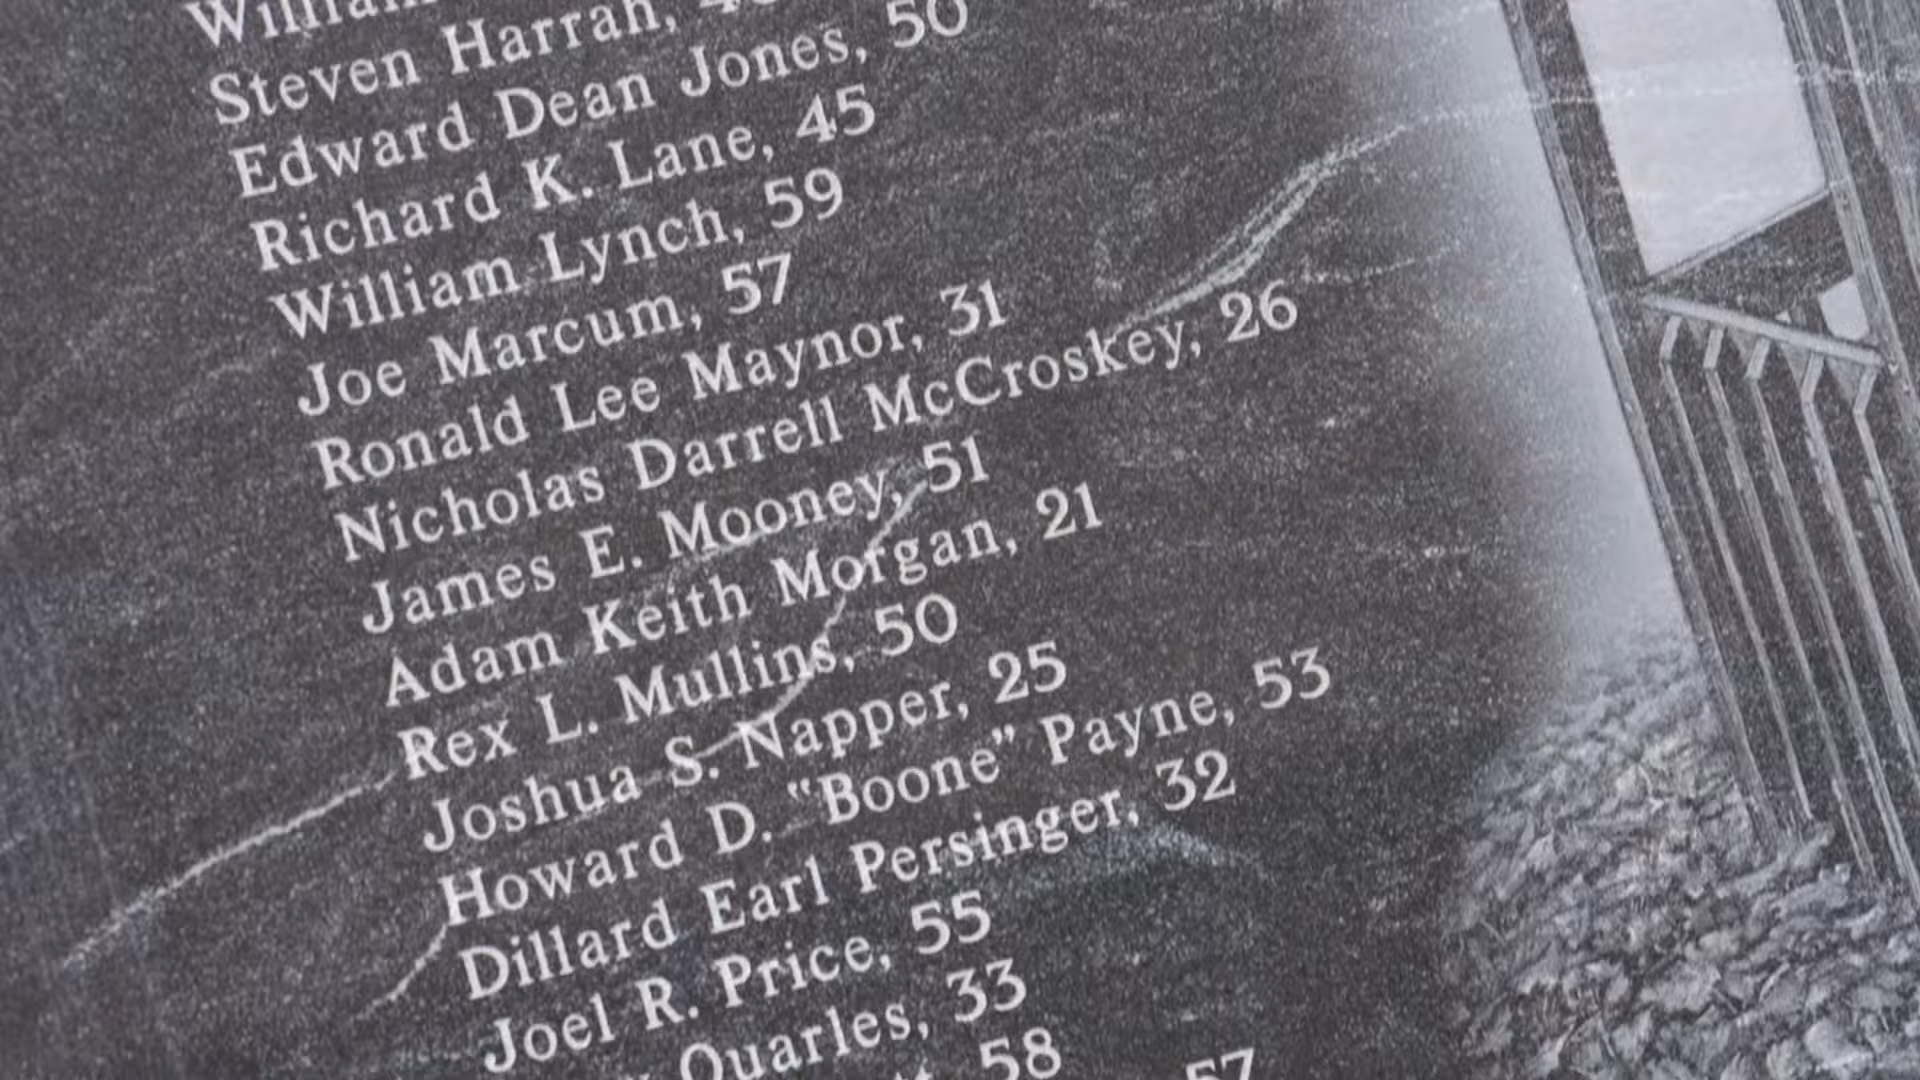 William
Steven Harrah,
Edward Dean Jones, 50
Richard K. Lane, 45
William Lynch, 59
Joe Marcum, 57
Ronald Lee Maynor, 31
Nicholas Darrell McCroskey, 26
James E. Mooney, 51
Adam Keith Morgan, 21
Rex L. Mullins, 50
Joshua S. Napper, 25
Howard D. “Boone” Payne, 53
Dillard Earl Persinger, 32
Joel R. Price, 55
Quarles, 33
58
57